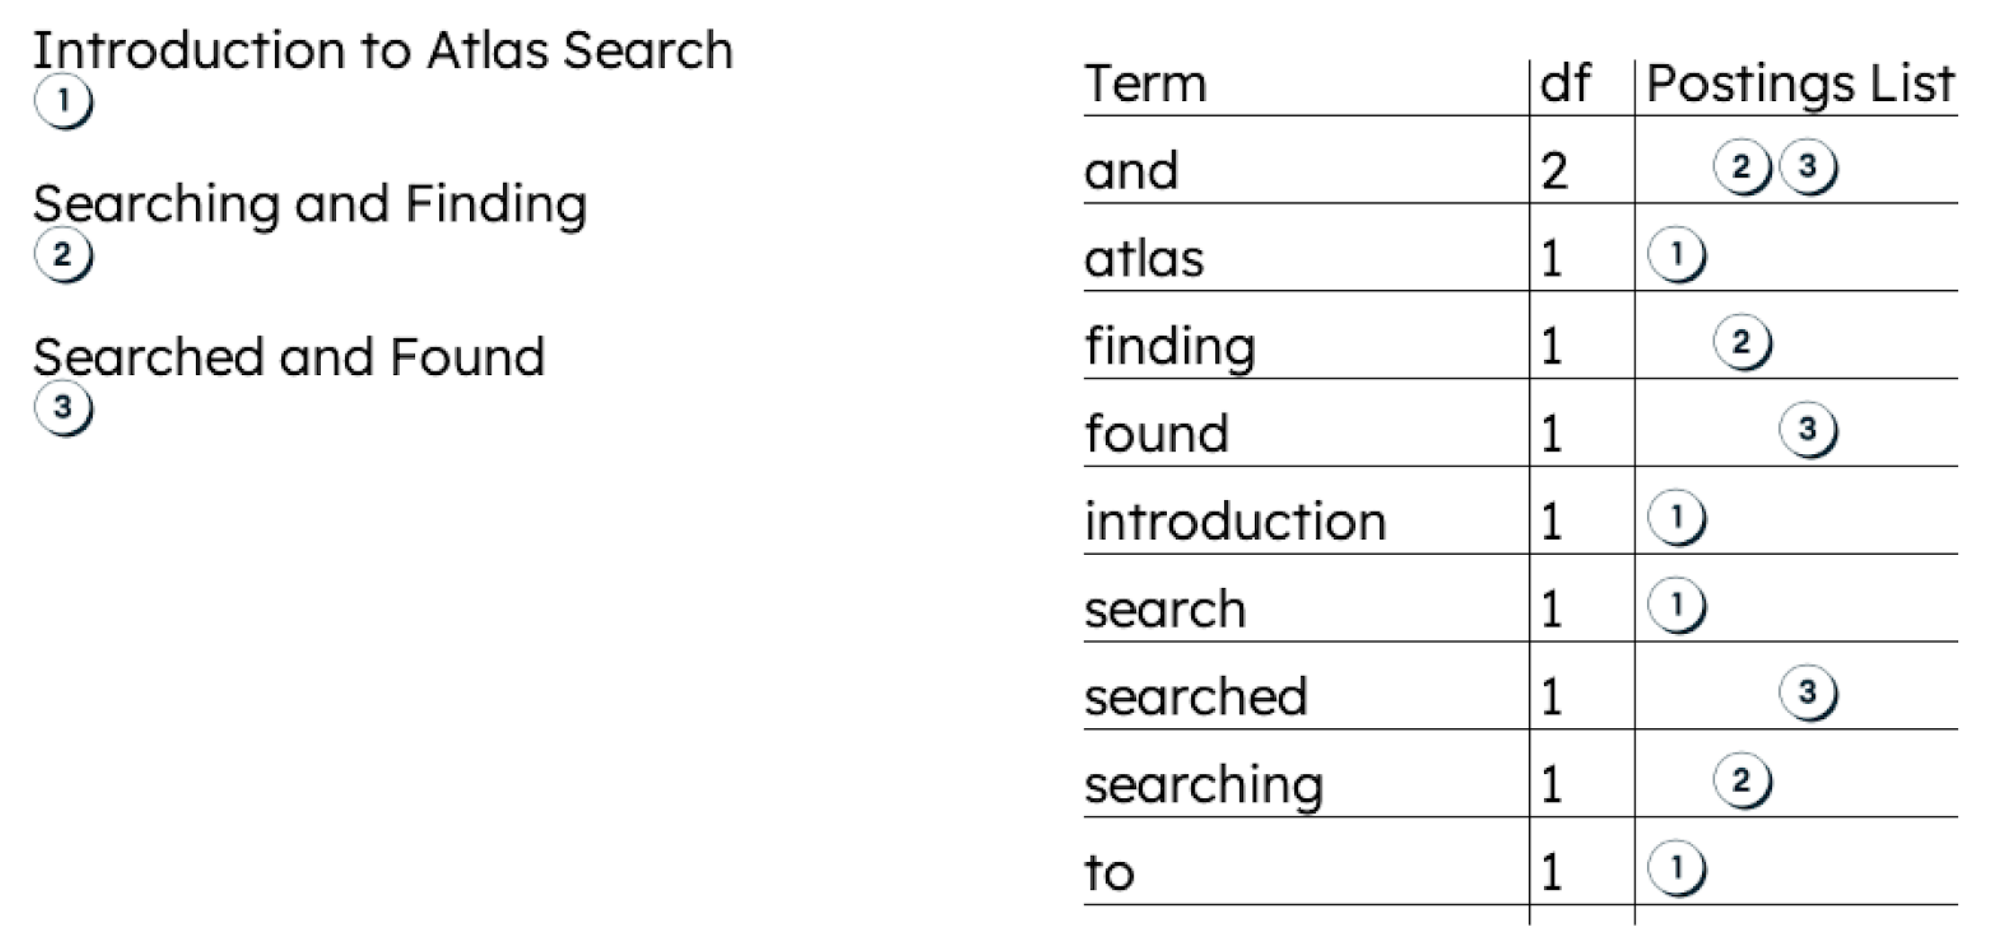 Introduction to Atlas Search
1
Searching and Finding
2
Searched and Found
3
Term df Postings List
and 2 2 3
atlas 1 1
finding 1 2
found 1 3
introduction 1 1
search 1 1
searched 1 3
searching 1 2
to 1 1